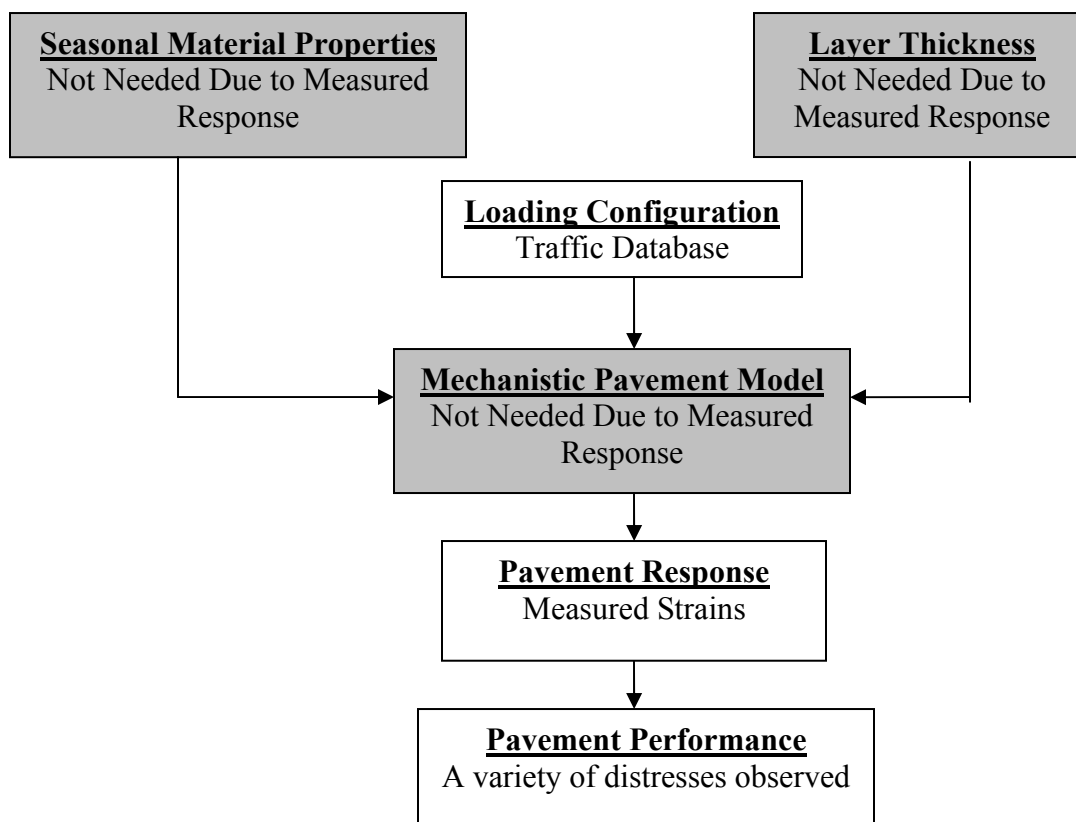 Seasonal Material Properties
Not Needed Due to Measured
Response
Layer Thickness
Not Needed Due to
Measured Response
Loading Configuration
Traffic Database
Mechanistic Pavement Model
Not Needed Due to Measured
Response
Pavement Response
Measured Strains
Pavement Performance
A variety of distresses observed